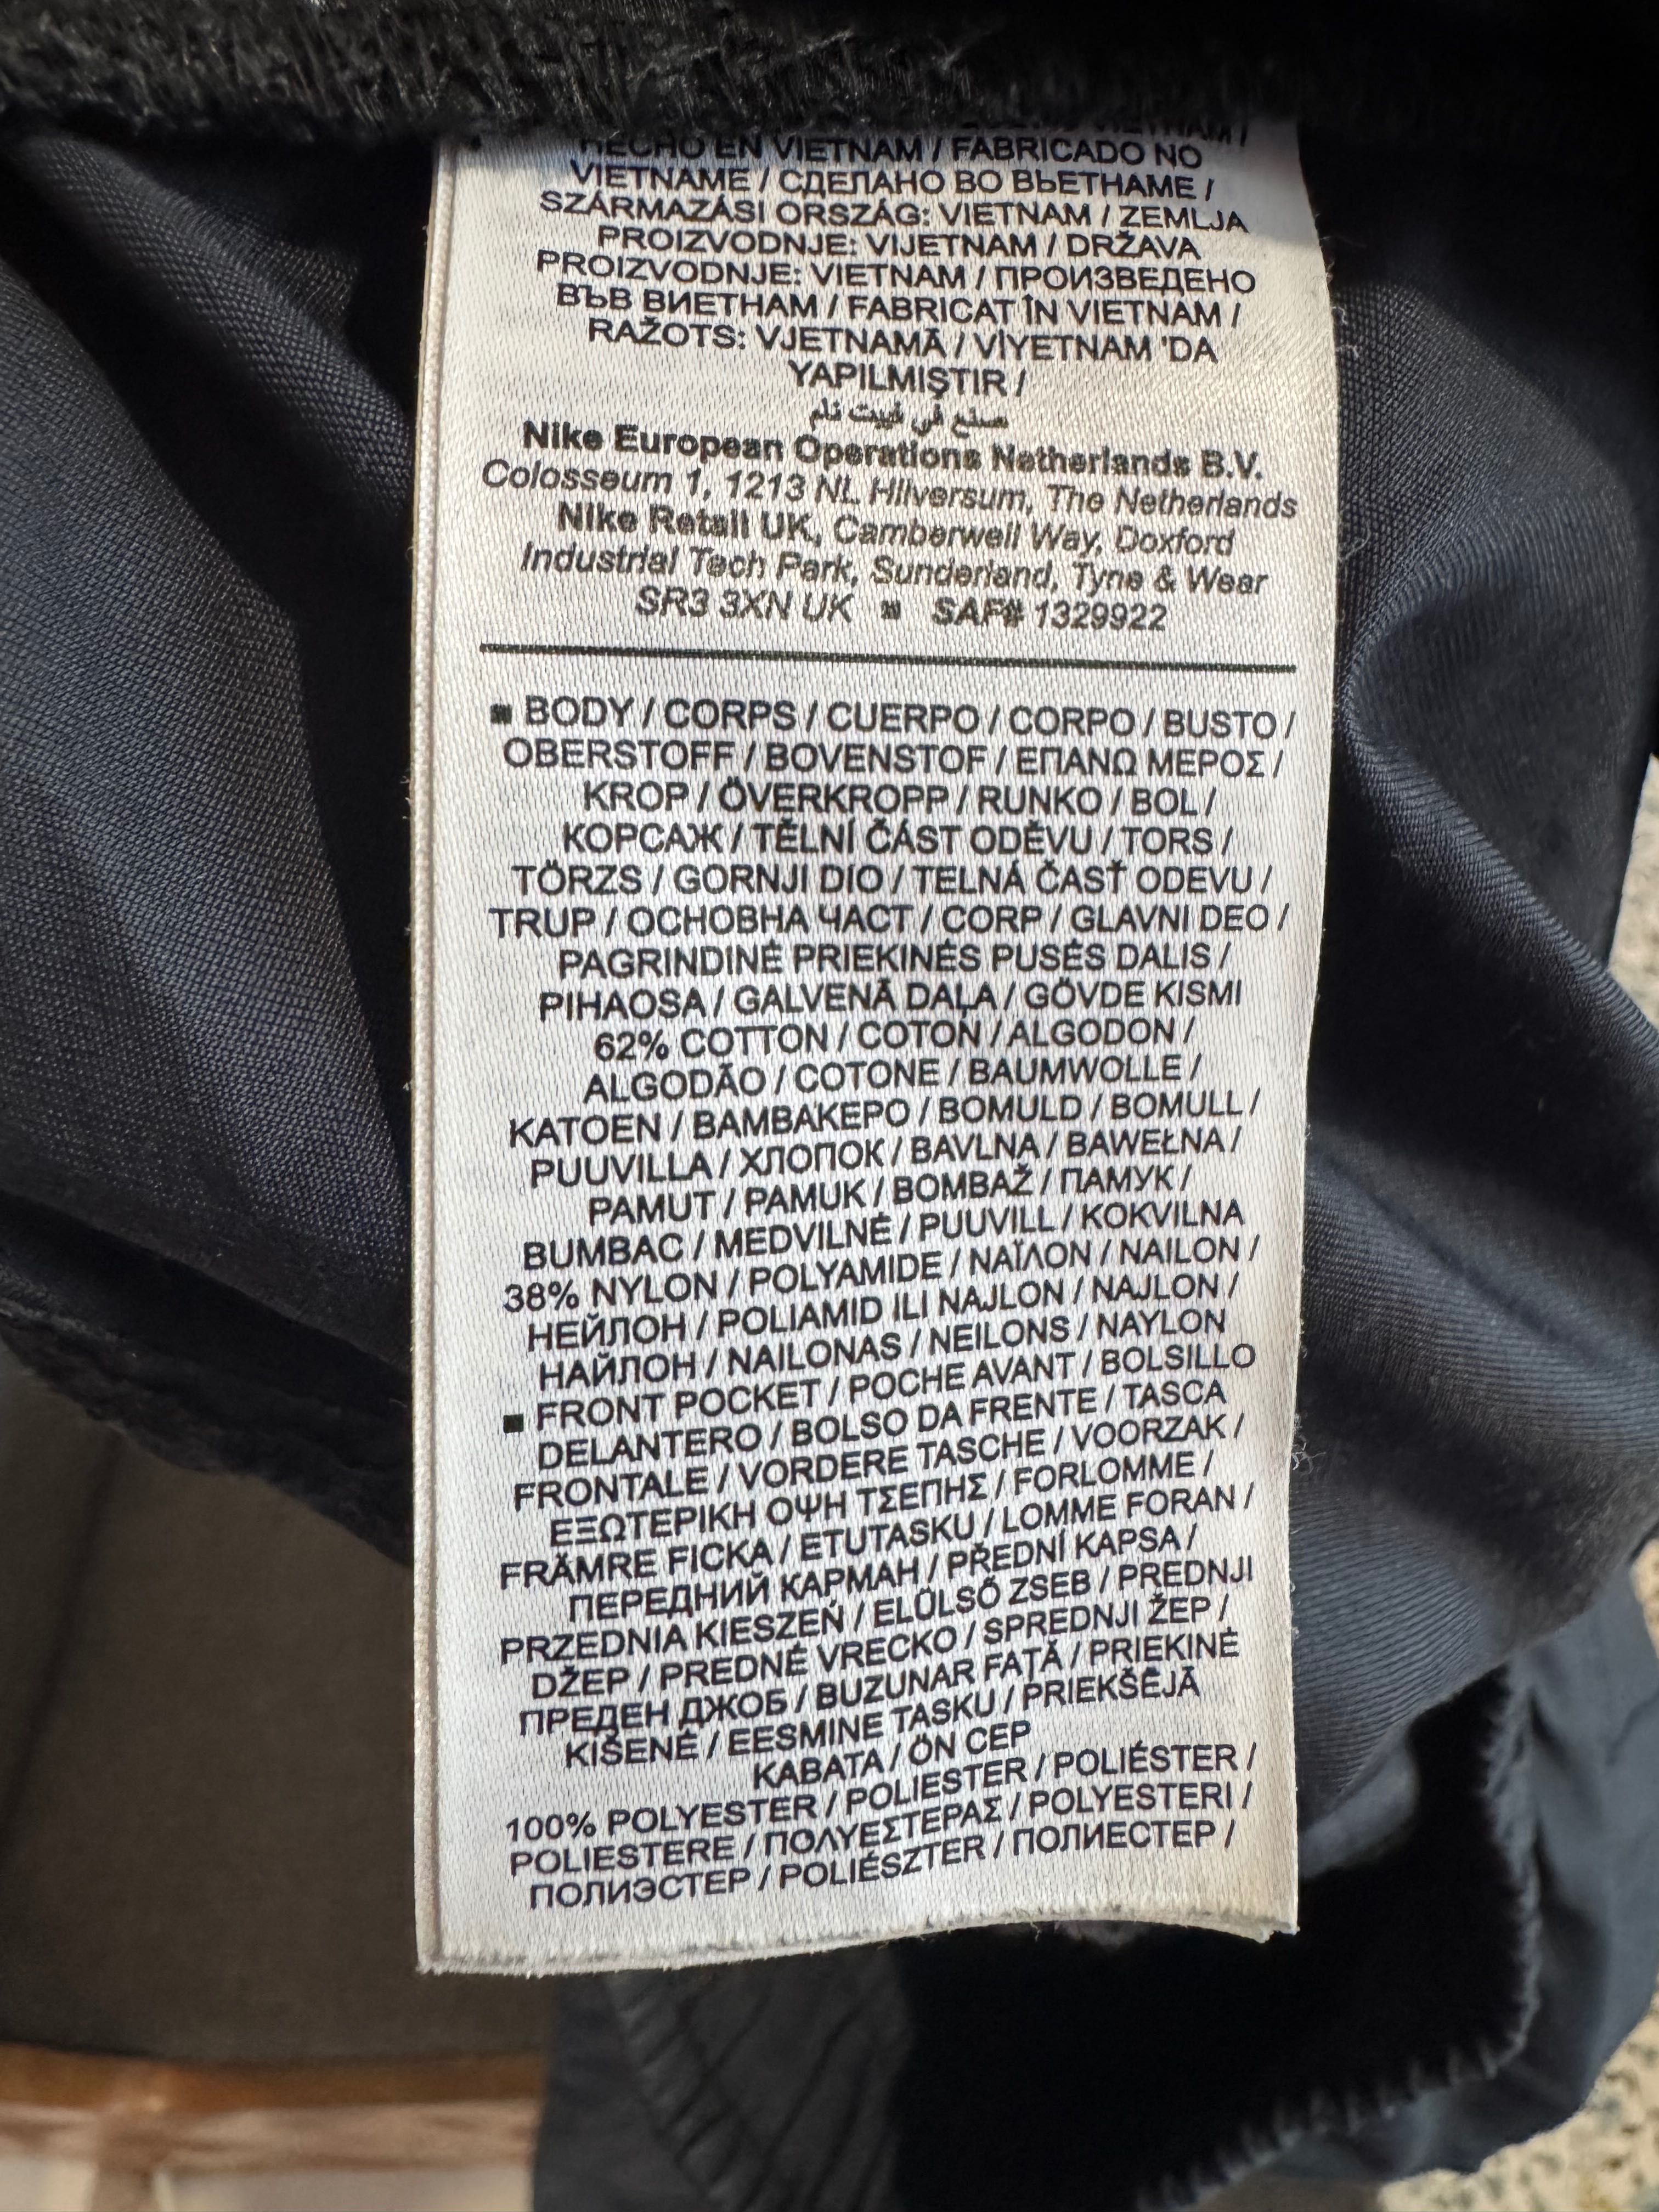 HECHO EN VIETNAM / FABRICADO NO
VIETNAME / СДЕЛАНО ВО ВЬЕТНАМЕ /
SZÁRMAZÁSI ORSZÁG: VIETNAM / ZEMLJA
PROIZVODNJE: VIJETNAM / DRŽAVA
PROIZVODNJE: VIETNAM / ПРОИЗВЕДЕНО
ВЪВ ВИЕТНАМ / FABRICAT ÎN VIETNAM /
RAŽOTS: VJETNAMĀ / VİYETNAM 'DA
YAPILMIŞTIR /
صنع في فييت نام
Nike European Operations Netherlands B.V.
Colosseum 1, 1213 NL Hilversum, The Netherlands
Nike Retail UK, Camberwell Way, Doxford
Industrial Tech Park, Sunderland, Tyne & Wear
SR3 3XN UK ■ SAF# 1329922
■ BODY / CORPS / CUERPO / CORPO / BUSTO /
OBERSTOFF / BOVENSTOF / ΕΠΑΝΩ ΜΕΡΟΣ /
KROP / ÖVERKROPP / RUNKO / BOL /
КОРСАЖ / TĚLNÍ ČÁST ODĚVU / TORS /
TÖRZS / GORNJI DIO / TELNÁ ČASŤ ODEVU /
TRUP / ОСНОВНА ЧАСТ / CORP / GLAVNI DEO /
PAGRINDINĖ PRIEKINĖS PUSĖS DALIS /
PIHAOSA / GALVENĀ DAĻA / GÖVDE KISMI
62% COTTON / COTON / ALGODON /
ALGODÃO / COTONE / BAUMWOLLE /
KATOEN / ΒΑΜΒΑΚΕΡΟ / BOMULD / BOMULL /
PUUVILLA / ХЛОПОК / BAVLNA / BAWEŁNA /
PAMUT / PAMUK / BOMBAŽ / ПАМУК /
BUMBAC / MEDVILNĖ / PUUVILL / KOKVILNA
38% NYLON / POLYAMIDE / ΝΑΪΛΟΝ / NAILON /
НЕЙЛОН / POLIAMID ILI NAJLON / NAJLON /
НАЙЛОН / NAILONAS / NEILONS / NAYLON
■ FRONT POCKET / POCHE AVANT / BOLSILLO
DELANTERO / BOLSO DA FRENTE / TASCA
FRONTALE / VORDERE TASCHE / VOORZAK /
ΕΞΩΤΕΡΙΚΗ ΟΨΗ ΤΣΕΠΗΣ / FORLOMME /
FRÄMRE FICKA / ETUTASKU / LOMME FORAN /
ПЕРЕДНИЙ КАРМАН / PŘEDNÍ KAPSA /
PRZEDNIA KIESZEŃ / ELÜLSŐ ZSEB / PREDNJI
DŽEP / PREDNÉ VRECKO / SPREDNJI ŽEP /
ПРЕДЕН ДЖОБ / BUZUNAR FAȚĂ / PRIEKINĖ
KIŠENĖ / EESMINE TASKU / PRIEKŠĒJĀ
KABATA / ÖN CEP
100% POLYESTER / POLIESTER / POLIÉSTER /
POLIESTERE / ΠΟΛΥΕΣΤΕΡΑΣ / POLYESTERI /
ПОЛИЭСТЕР / POLIÉSZTER / ПОЛИЕСТЕР /